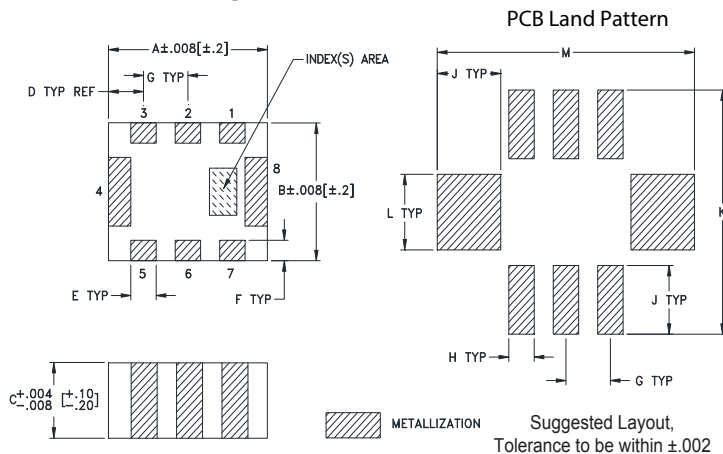 PCB Land Pattern
A±.008[±.2]
M
INDEX(S) AREA
G TYP
J TYP
D TYP REF
3 2 1
4
8
B±.008[±.2]
L TYP
K
5 6 7
E TYP
F TYP
J TYP
H TYP
G TYP
C+.004 -.008 [+.10 -.20]
METALLIZATION
Suggested Layout,
Tolerance to be within ±.002